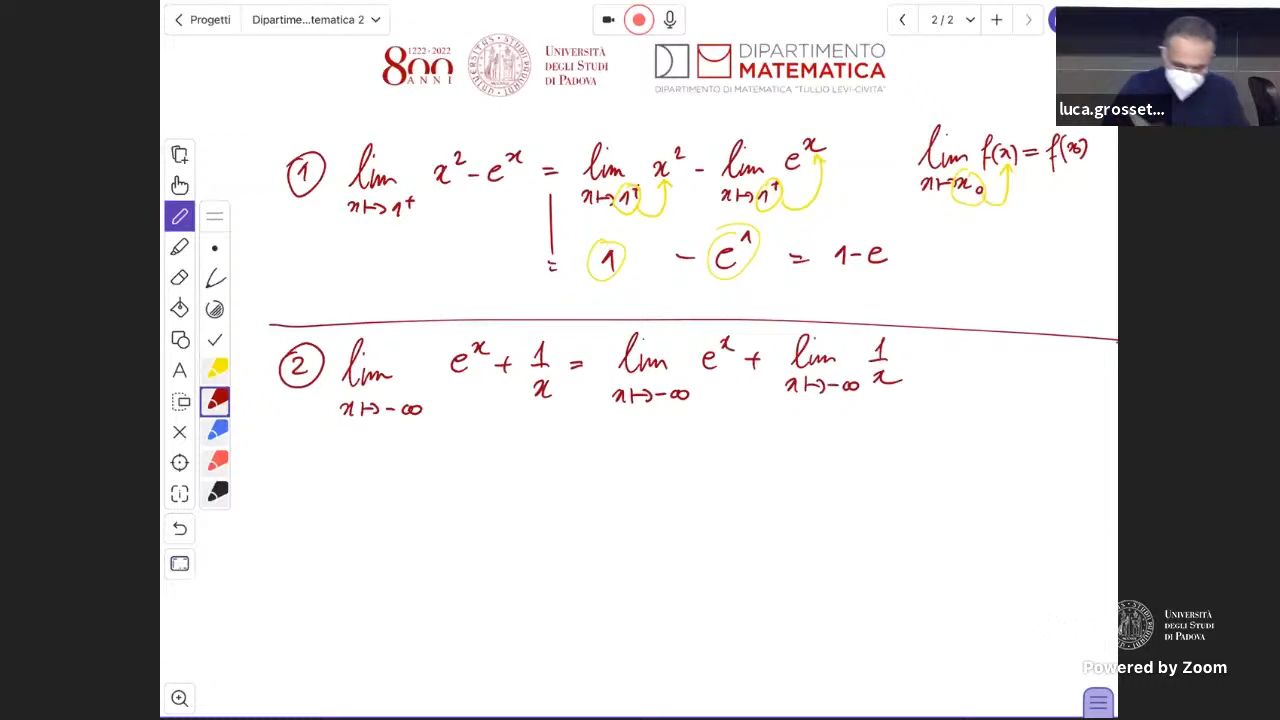 Progetti
Dipartime...tematica 2
2 / 2
1222·2022
800
ANNI
Università
degli Studi
di Padova
DIPARTIMENTO
MATEMATICA
DIPARTIMENTO DI MATEMATICA "TULLIO LEVI-CIVITA"
luca.grosset...
① lim x² - eˣ = lim x² - lim eˣ
x↦1⁺ x↦1⁺ x↦1⁺
lim f(x) = f(x₀)
x↦x₀
= 1 - e¹ = 1-e
② lim eˣ + 1/x = lim eˣ + lim 1/x
x↦-∞ x↦-∞ x↦-∞
A
Università
degli Studi
di Padova
Powered by Zoom